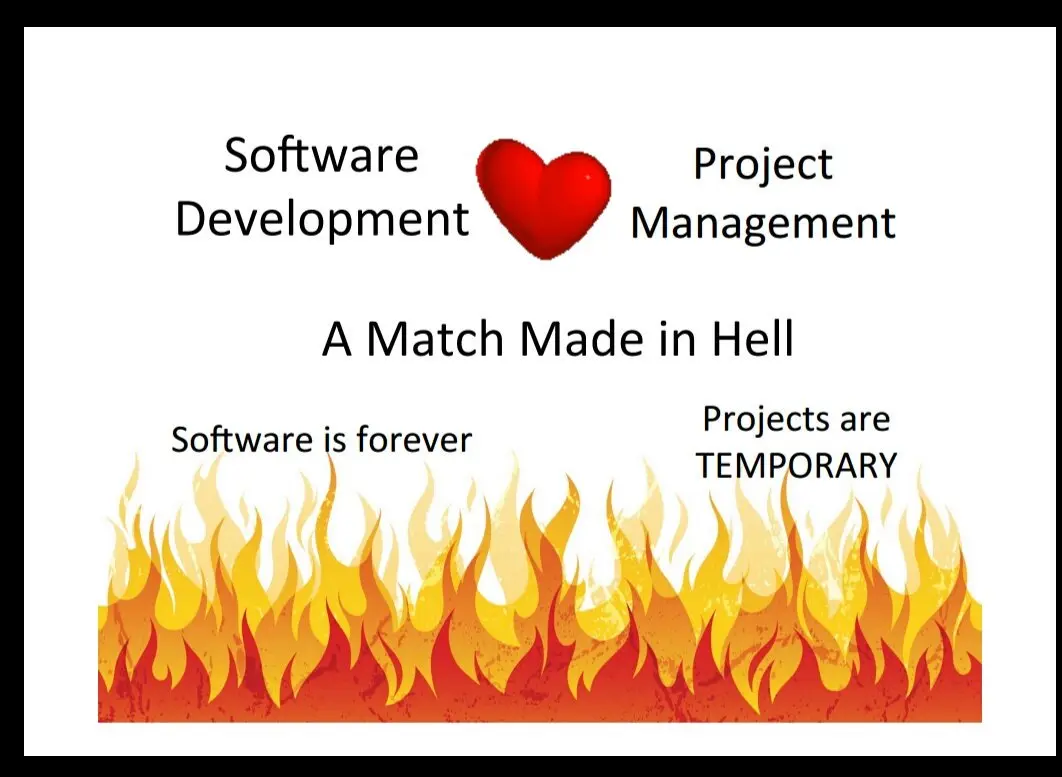 Software
Development
Project
Management
A Match Made in Hell
Software is forever
Projects are
TEMPORARY